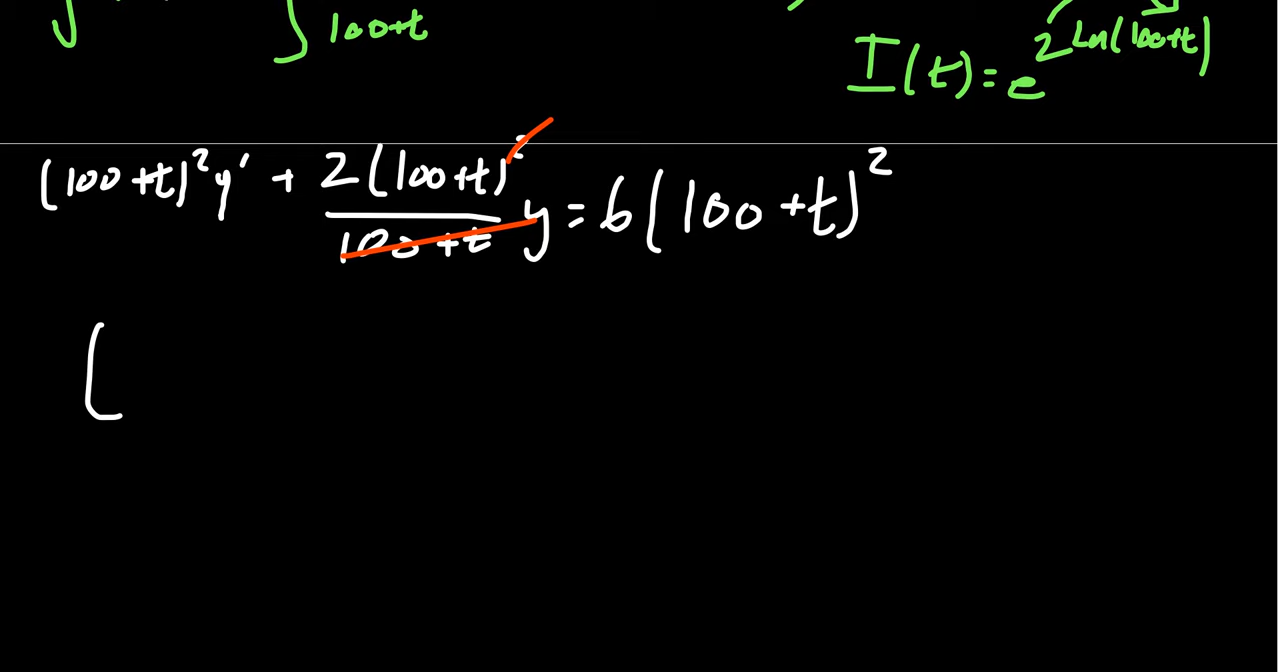 ∫ ∫ 100+t
I(t)=e^{2 Ln(100+t)}
(100+t)²y' + 2(100+t)²/(100+t) y = 6(100+t)²
[